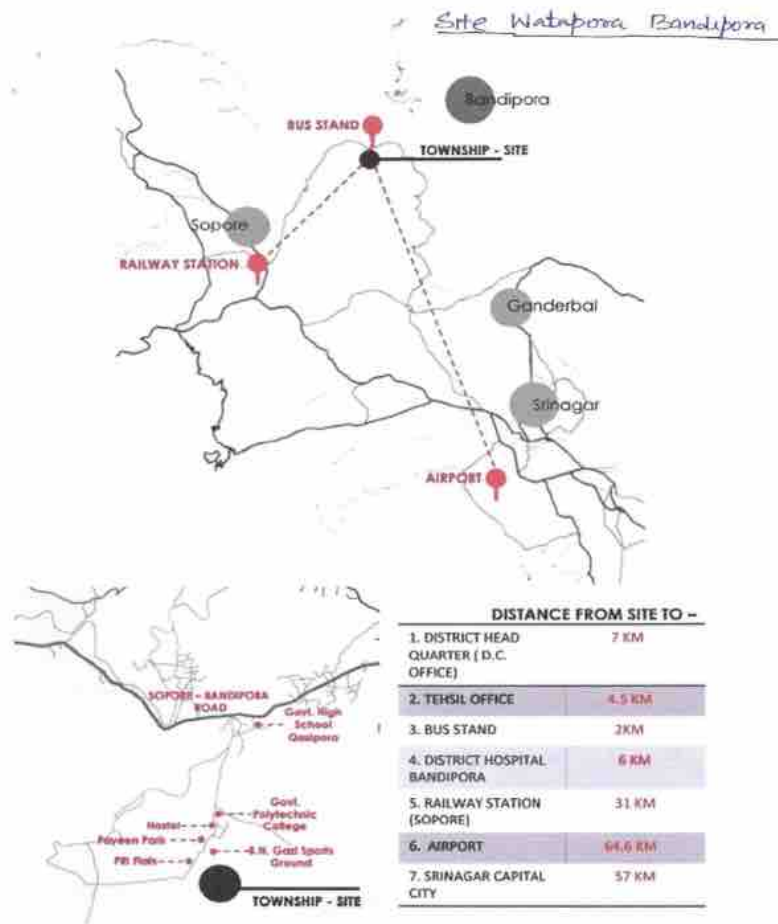 Site Watapora Bandipora
Bandipora
BUS STAND
TOWNSHIP - SITE
Sopore
RAILWAY STATION
Ganderbal
Srinagar
AIRPORT
SOPORE - BANDIPORA
ROAD
Govt. High
School
Qazipora
Govt.
Polytechnic
College
Hostel
Payeen Park
S.N. Gazi Sports
Ground
PRI Flats
TOWNSHIP - SITE
DISTANCE FROM SITE TO –
1. DISTRICT HEAD 7 KM
QUARTER ( D.C.
OFFICE)
2. TEHSIL OFFICE 4.5 KM
3. BUS STAND 2KM
4. DISTRICT HOSPITAL 6 KM
BANDIPORA
5. RAILWAY STATION 31 KM
(SOPORE)
6. AIRPORT 64.6 KM
7. SRINAGAR CAPITAL 57 KM
CITY